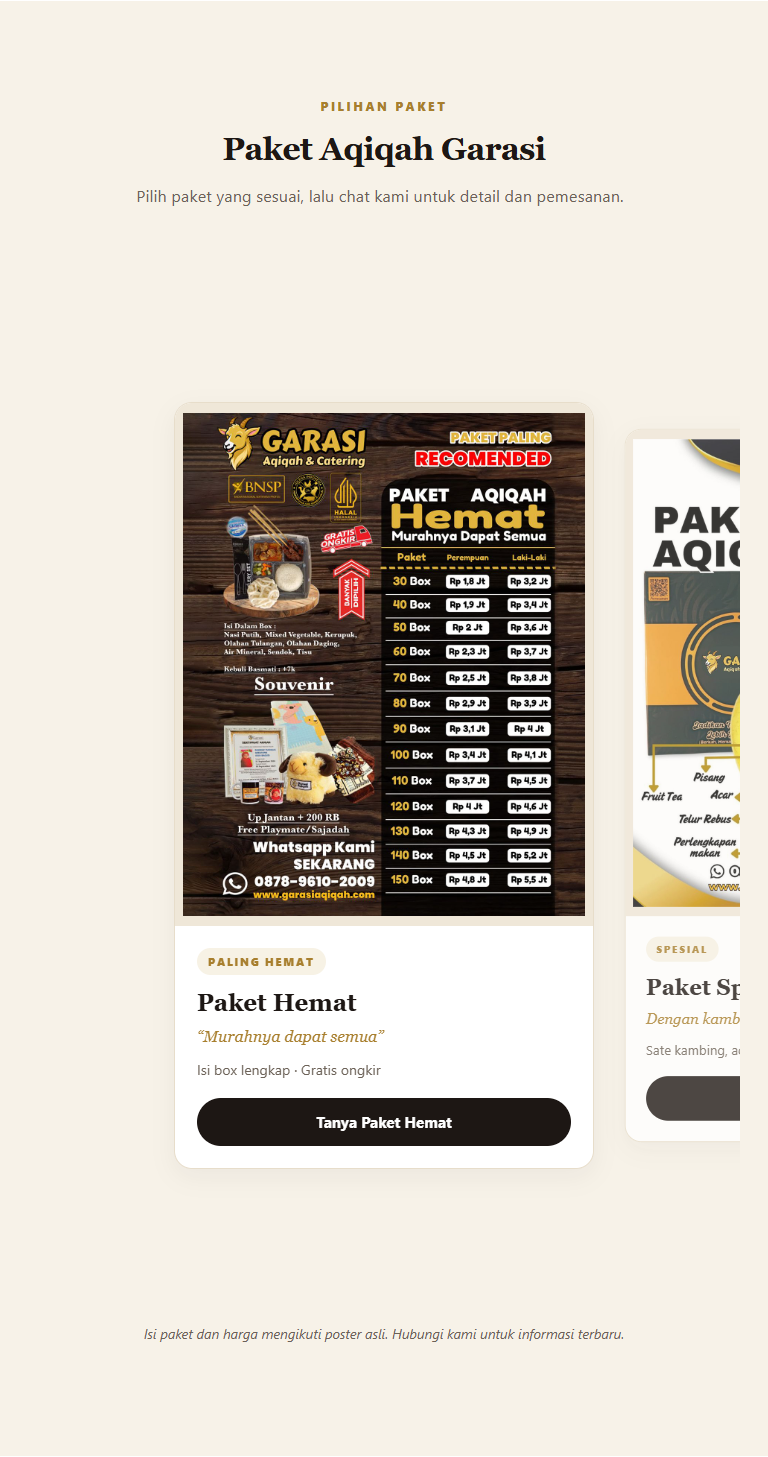 PILIHAN PAKET
Paket Aqiqah Garasi
Pilih paket yang sesuai, lalu chat kami untuk detail dan pemesanan.
GARASI
Aqiqah & Catering
BNSP
HALAL
INDONESIA
GRATIS
ONGKIR
BANYAK
DIPILIH
Isi Dalam Box :
Nasi Putih, Mixed Vegetable, Kerupuk,
Olahan Tulangan, Olahan Daging,
Air Mineral, Sendok, Tisu
Kebuli Basmati : +7k
Souvenir
Up Jantan + 200 RB
Free Playmate/Sajadah
Whatsapp Kami
SEKARANG
0878-9610-2009
www.garasiaqiqah.com
PAKET PALING
RECOMENDED
PAKET AQIQAH
Hemat
Murahnya Dapat Semua
Paket Perempuan Laki-Laki
30 Box Rp 1,8 Jt Rp 3,2 Jt
40 Box Rp 1,9 Jt Rp 3,4 Jt
50 Box Rp 2 Jt Rp 3,6 Jt
60 Box Rp 2,3 Jt Rp 3,7 Jt
70 Box Rp 2,5 Jt Rp 3,8 Jt
80 Box Rp 2,9 Jt Rp 3,9 Jt
90 Box Rp 3,1 Jt Rp 4 Jt
100 Box Rp 3,4 Jt Rp 4,1 Jt
110 Box Rp 3,7 Jt Rp 4,5 Jt
120 Box Rp 4 Jt Rp 4,6 Jt
130 Box Rp 4,3 Jt Rp 4,9 Jt
140 Box Rp 4,5 Jt Rp 5,2 Jt
150 Box Rp 4,8 Jt Rp 5,5 Jt
PALING HEMAT
Paket Hemat
“Murahnya dapat semua”
Isi box lengkap · Gratis ongkir
Tanya Paket Hemat
PAK
AQIQ
GA
Pisang
Fruit Tea
Acar
Telur Rebus
Perlengkapan
makan
www.
SPESIAL
Paket Sp
Dengan kamb
Sate kambing, a
Isi paket dan harga mengikuti poster asli. Hubungi kami untuk informasi terbaru.